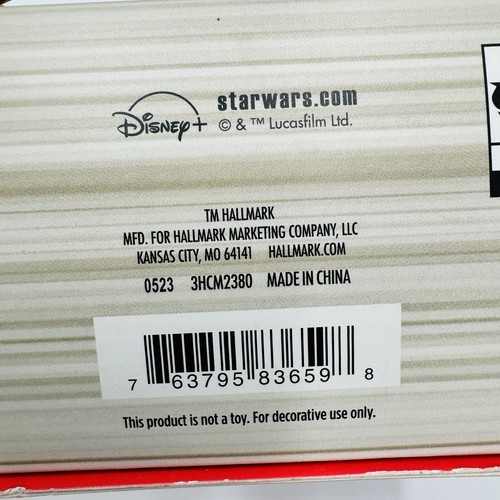 Disney+
starwars.com
© & ™ Lucasfilm Ltd.
TM HALLMARK
MFD. FOR HALLMARK MARKETING COMPANY, LLC
KANSAS CITY, MO 64141 HALLMARK.COM
0523 3HCM2380 MADE IN CHINA
7 63795 83659 8
This product is not a toy. For decorative use only.